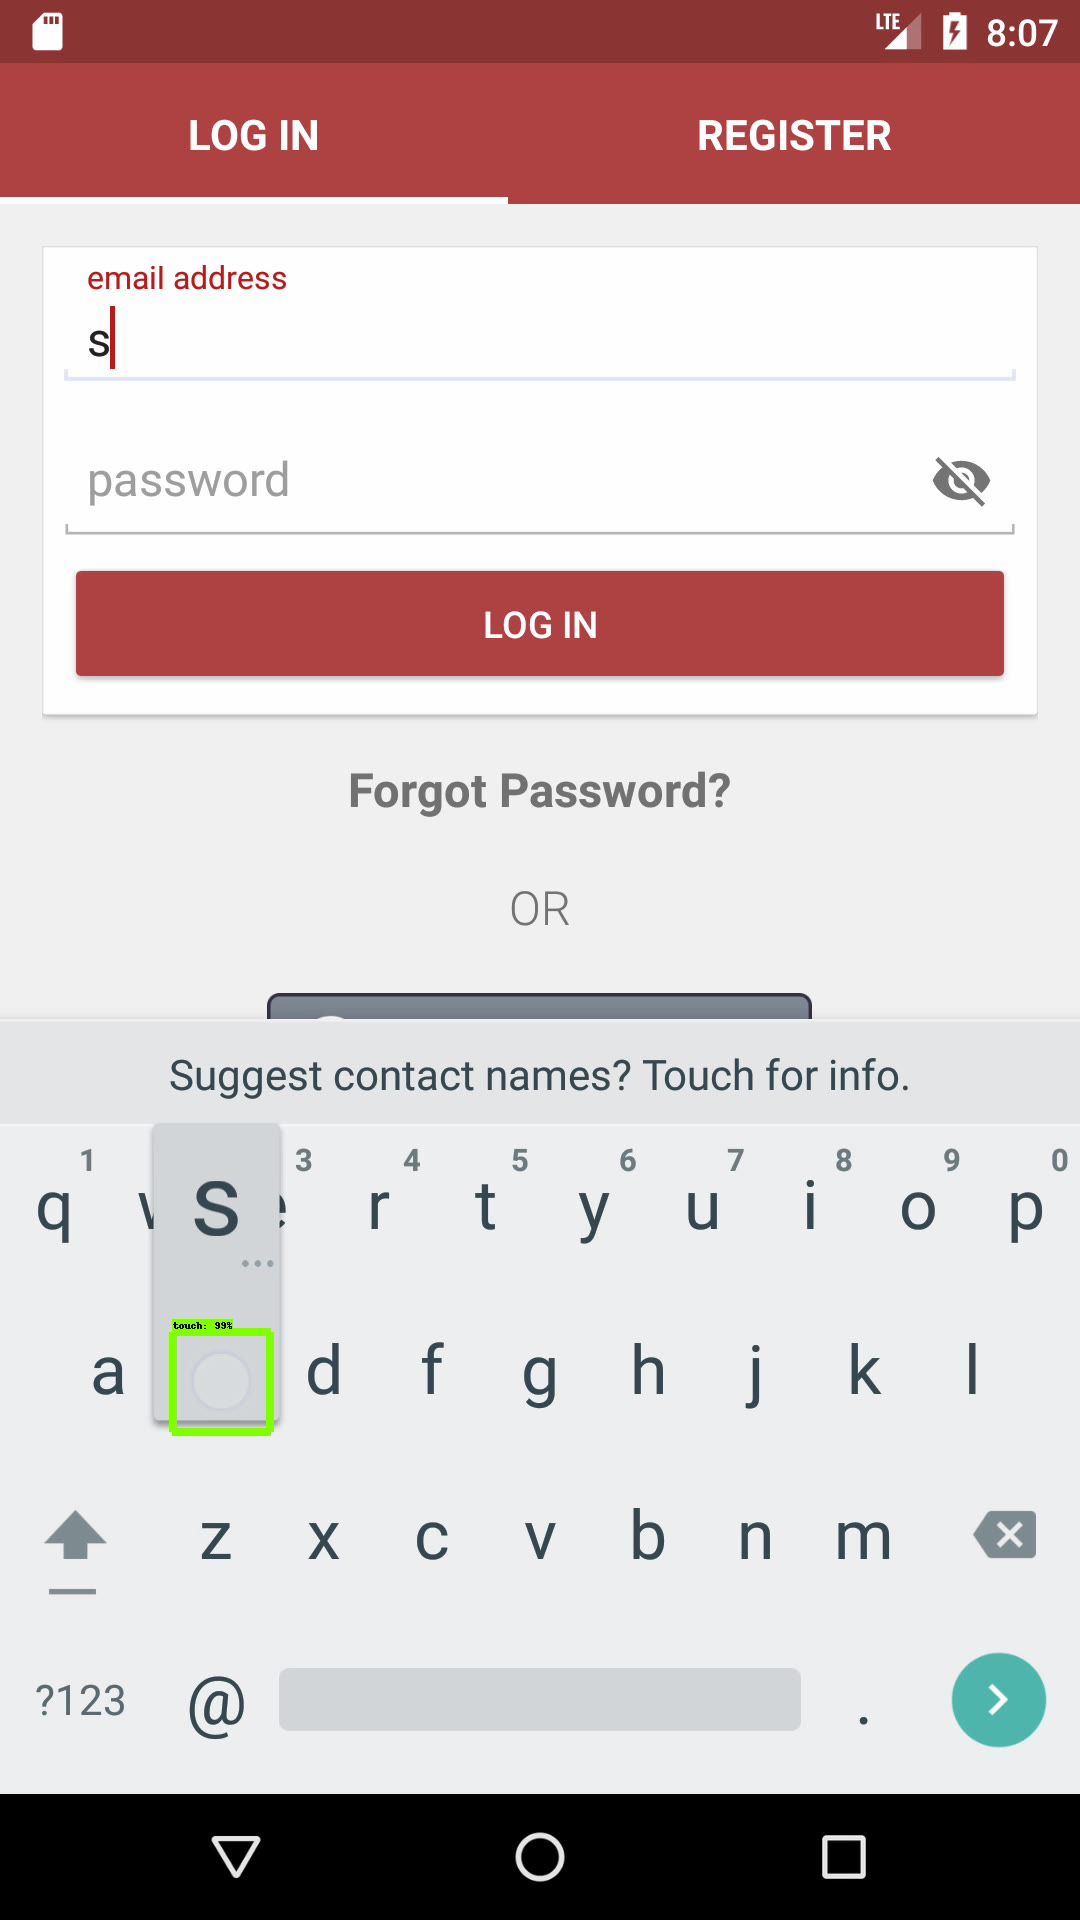 LTE 8:07
LOG IN REGISTER
email address
s
password
LOG IN
Forgot Password?
OR
Suggest contact names? Touch for info.
1 3 4 5 6 7 8 9 0
q w s e r t y u i o p
touch: 99%
a d f g h j k l
z x c v b n m
?123 @ .